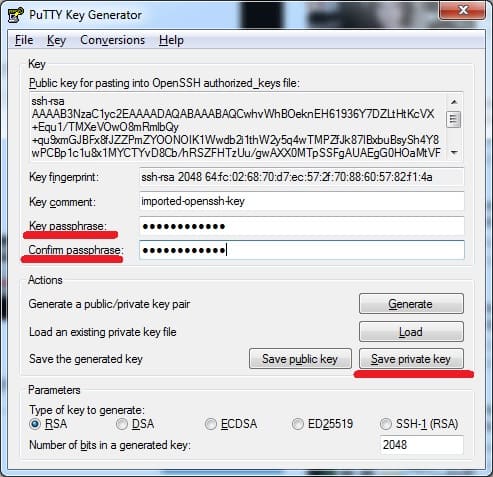 PuTTY Key Generator
File Key Conversions Help
Key
Public key for pasting into OpenSSH authorized_keys file:
ssh-rsa
AAAAB3NzaC1yc2EAAAADAQABAAABAQCwhvWhBOeknEH61936Y7DZLtHtKcVX
+Equ1/TMXeVOwO8mRmlbQy
+qu9xmGJBFx8fJZZPmZYOONOIK1Wwdb2i1thW2y5q4wTMPZfJk87IBxbuBsySh4Y8
wPCBp1c1u8x1MYCTYvD8Cb/hRSZFHTzUu/gwAXX0MTpSSFgAUAEgG0HOaMtVF
Key fingerprint: ssh-rsa 2048 64:fc:02:68:70:d7:ec:57:2f:70:88:60:57:82:f1:4a
Key comment: imported-openssh-key
Key passphrase: ●●●●●●●●●●●●
Confirm passphrase: ●●●●●●●●●●●●
Actions
Generate a public/private key pair Generate
Load an existing private key file Load
Save the generated key Save public key Save private key
Parameters
Type of key to generate:
RSA DSA ECDSA ED25519 SSH-1 (RSA)
Number of bits in a generated key: 2048